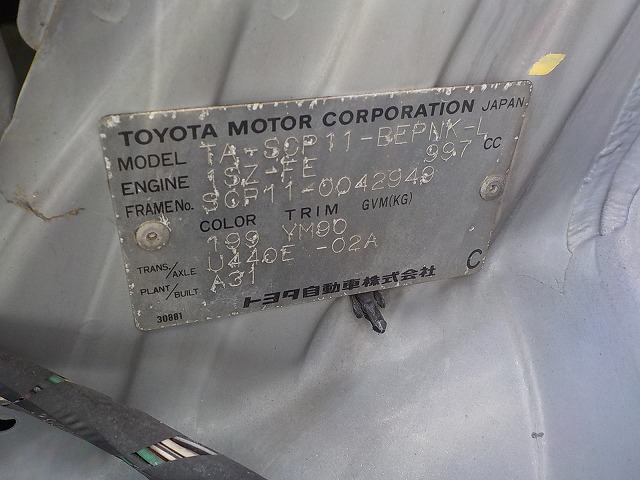 TOYOTA MOTOR CORPORATION JAPAN
MODEL TA-SCP11-BEPNK-L
ENGINE 1SZ-FE 997 CC
FRAME No. SCP11-0042949
COLOR TRIM GVM(KG)
199 YM90
TRANS./AXLE U440E -02A
PLANT/BUILT A31 C
トヨタ自動車株式会社
30881